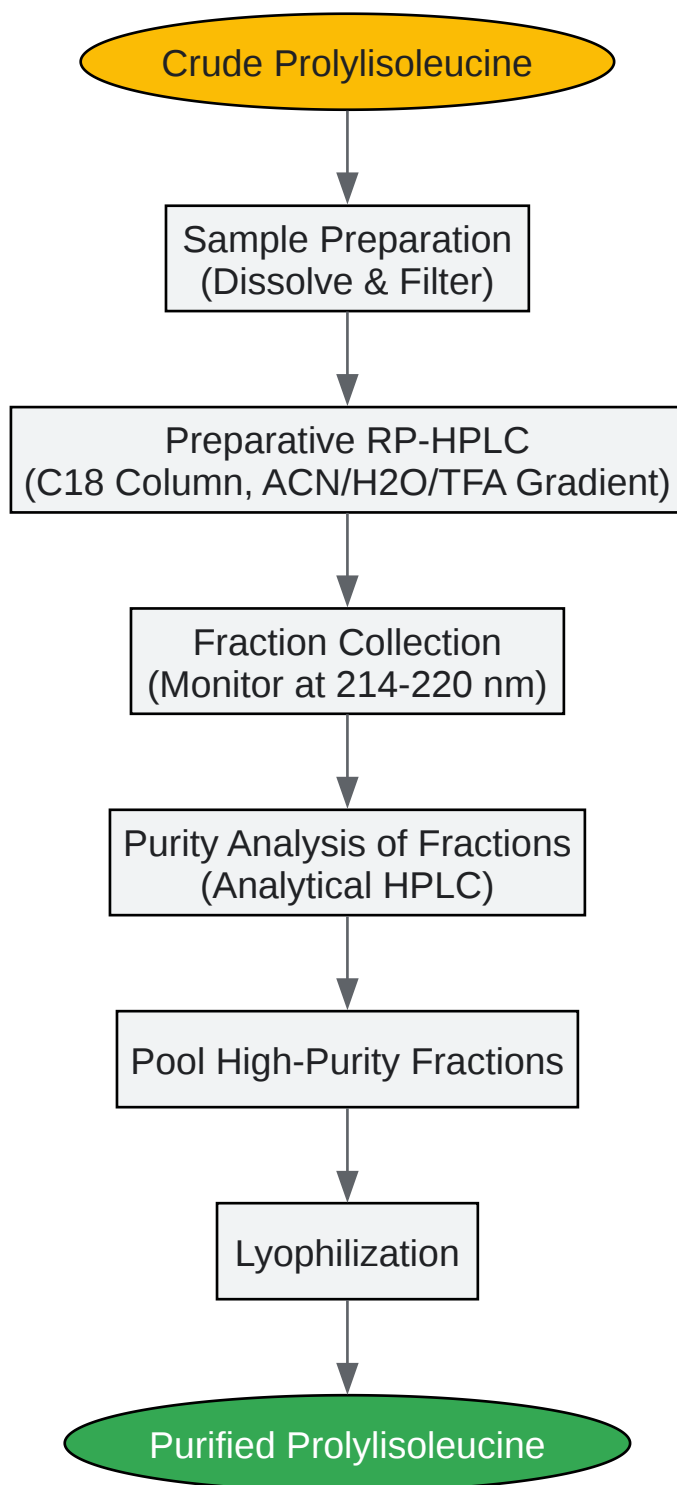 Crude Prolylisoleucine
Sample Preparation
(Dissolve & Filter)
Preparative RP-HPLC
(C18 Column, ACN/H2O/TFA Gradient)
Fraction Collection
(Monitor at 214-220 nm)
Purity Analysis of Fractions
(Analytical HPLC)
Pool High-Purity Fractions
Lyophilization
Purified Prolylisoleucine